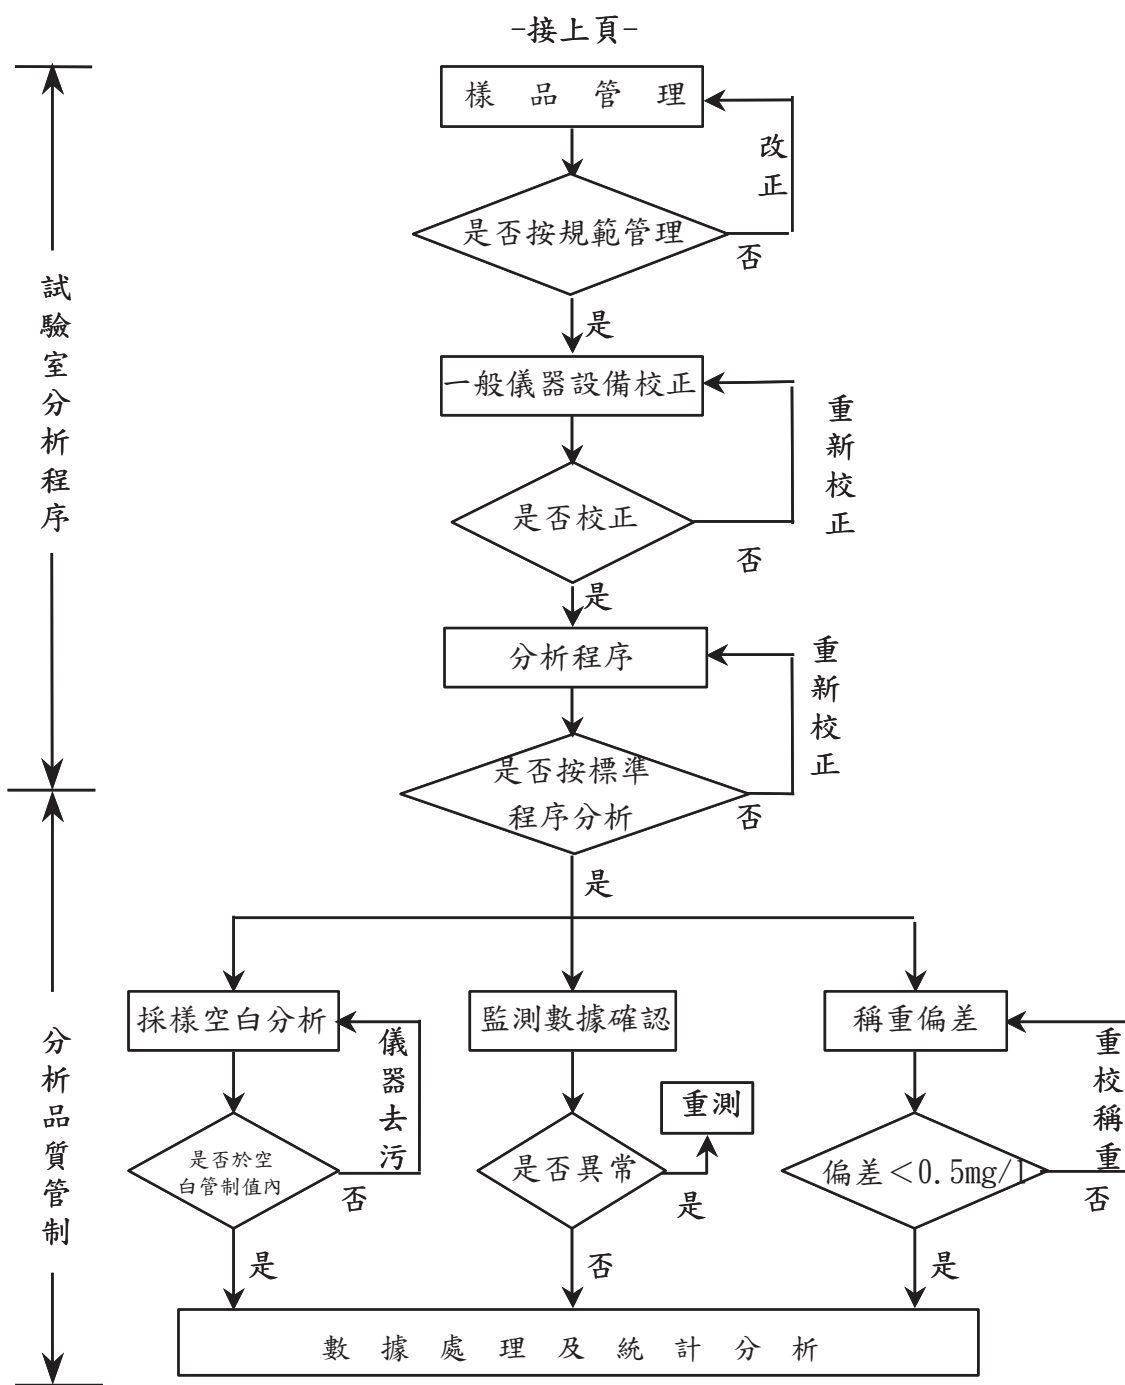 -接上頁-
樣品管理
改正
是否按規範管理
否
是
試驗室分析程序
一般儀器設備校正
重新校正
是否校正
否
是
分析程序
重新校正
是否按標準
程序分析
否
是
分析品質管制
採樣空白分析
儀器去污
是否於空
白管制值內
否
是
監測數據確認
重測
是否異常
是
否
稱重偏差
重校稱重
偏差＜0.5mg/l
否
是
數據處理及統計分析